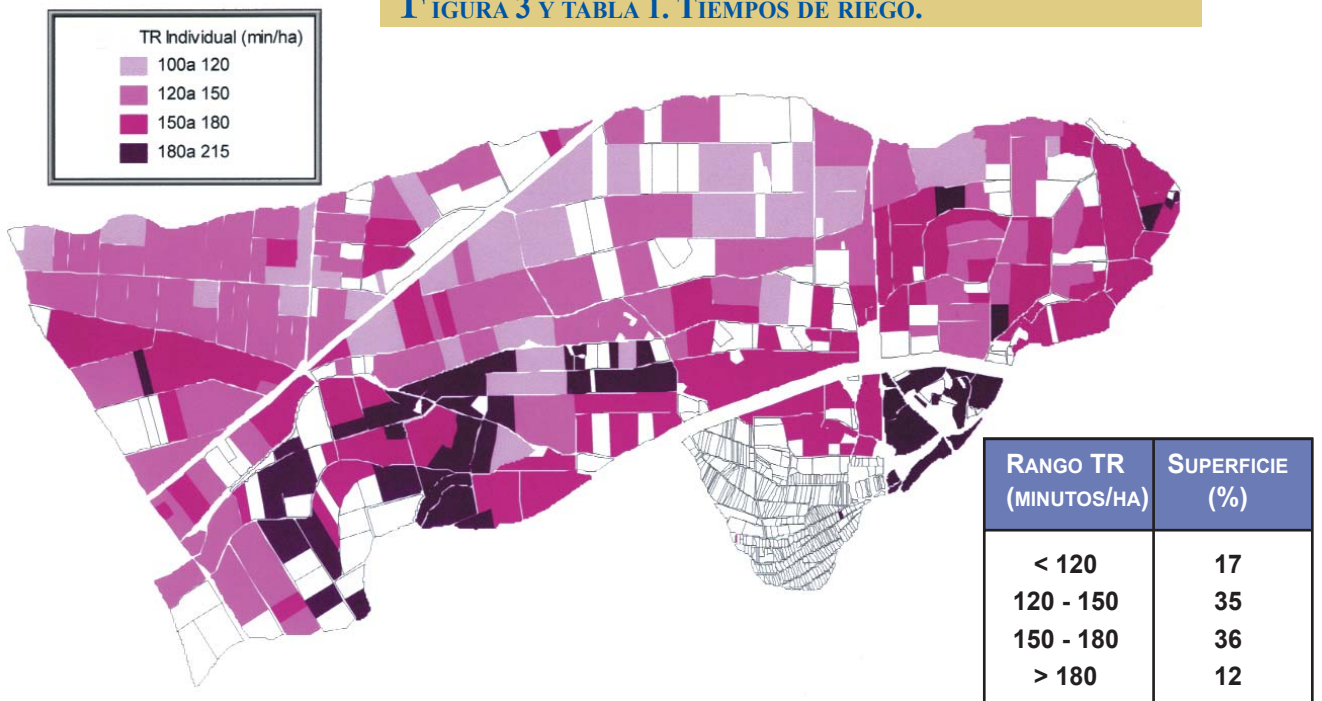 FIGURA 3 Y TABLA 1. TIEMPOS DE RIEGO.
TR Individual (min/ha)
100a 120
120a 150
150a 180
180a 215
RANGO TR (MINUTOS/HA) SUPERFICIE (%)
< 120 17
120 - 150 35
150 - 180 36
> 180 12